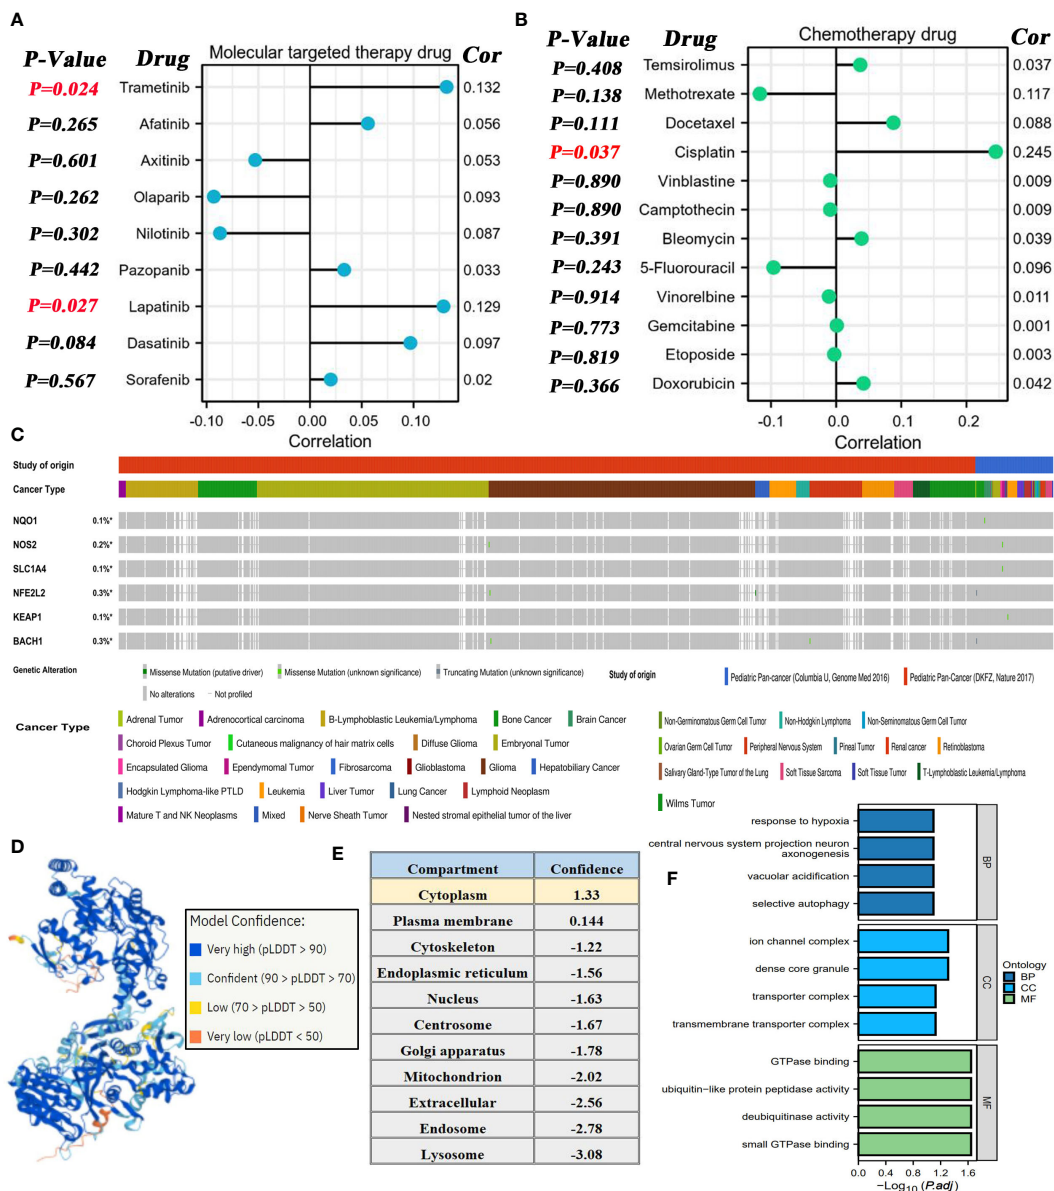 A
P-Value Drug Molecular targeted therapy drug Cor
P=0.024 Trametinib 0.132
P=0.265 Afatinib 0.056
P=0.601 Axitinib 0.053
P=0.262 Olaparib 0.093
P=0.302 Nilotinib 0.087
P=0.442 Pazopanib 0.033
P=0.027 Lapatinib 0.129
P=0.084 Dasatinib 0.097
P=0.567 Sorafenib 0.02
-0.10 -0.05 0.00 0.05 0.10
Correlation
B
P-Value Drug Chemotherapy drug Cor
P=0.408 Temsirolimus 0.037
P=0.138 Methotrexate 0.117
P=0.111 Docetaxel 0.088
P=0.037 Cisplatin 0.245
P=0.890 Vinblastine 0.009
P=0.890 Camptothecin 0.009
P=0.391 Bleomycin 0.039
P=0.243 5-Fluorouracil 0.096
P=0.914 Vinorelbine 0.011
P=0.773 Gemcitabine 0.001
P=0.819 Etoposide 0.003
P=0.366 Doxorubicin 0.042
-0.1 0.0 0.1 0.2
Correlation
C
Study of origin
Cancer Type
NQO1 0.1%*
NOS2 0.2%*
SLC1A4 0.1%*
NFE2L2 0.3%*
KEAP1 0.1%*
BACH1 0.3%*
Genetic Alteration Missense Mutation (putative driver) Missense Mutation (unknown significance) Truncating Mutation (unknown significance)
No alterations Not profiled
Study of origin Pediatric Pan-cancer (Columbia U, Genome Med 2016) Pediatric Pan-Cancer (DKFZ, Nature 2017)
Cancer Type
Adrenal Tumor Adrenocortical carcinoma B-Lymphoblastic Leukemia/Lymphoma Bone Cancer Brain Cancer
Choroid Plexus Tumor Cutaneous malignancy of hair matrix cells Diffuse Glioma Embryonal Tumor
Encapsulated Glioma Ependymomal Tumor Fibrosarcoma Glioblastoma Glioma Hepatobiliary Cancer
Hodgkin Lymphoma-like PTLD Leukemia Liver Tumor Lung Cancer Lymphoid Neoplasm
Mature T and NK Neoplasms Mixed Nerve Sheath Tumor Nested stromal epithelial tumor of the liver
Non-Germinomatous Germ Cell Tumor Non-Hodgkin Lymphoma Non-Seminomatous Germ Cell Tumor
Ovarian Germ Cell Tumor Peripheral Nervous System Pineal Tumor Renal cancer Retinoblastoma
Salivary Gland-Type Tumor of the Lung Soft Tissue Sarcoma Soft Tissue Tumor T-Lymphoblastic Leukemia/Lymphoma
Wilms Tumor
D
Model Confidence:
Very high (pLDDT > 90)
Confident (90 > pLDDT > 70)
Low (70 > pLDDT > 50)
Very low (pLDDT < 50)
E
Compartment Confidence
Cytoplasm 1.33
Plasma membrane 0.144
Cytoskeleton -1.22
Endoplasmic reticulum -1.56
Nucleus -1.63
Centrosome -1.67
Golgi apparatus -1.78
Mitochondrion -2.02
Extracellular -2.56
Endosome -2.78
Lysosome -3.08
F
response to hypoxia
central nervous system projection neuron
axonogenesis
vacuolar acidification
selective autophagy
BP
ion channel complex
dense core granule
transporter complex
transmembrane transporter complex
CC
GTPase binding
ubiquitin−like protein peptidase activity
deubiquitinase activity
small GTPase binding
MF
0.0 0.4 0.8 1.2 1.6
−Log10 (P.adj)
Ontology
BP
CC
MF